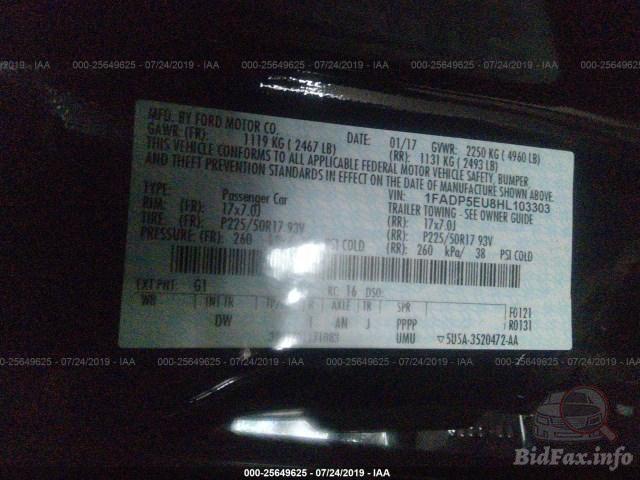 000-25649625 - 07/24/2019 - IAA
MFD. BY FORD MOTOR CO.
DATE: 01/17 GVWR: 2250 KG ( 4960 LB)
GAWR: (FR): 1119 KG ( 2467 LB) (RR): 1131 KG ( 2493 LB)
THIS VEHICLE CONFORMS TO ALL APPLICABLE FEDERAL MOTOR VEHICLE SAFETY, BUMPER
AND THEFT PREVENTION STANDARDS IN EFFECT ON THE DATE OF MANUFACTURE SHOWN ABOVE.
VIN: 1FADP5EU8HL103303
TYPE: Passenger Car TRAILER TOWING - SEE OWNER GUIDE
RIM: (FR): 17x7.0J (RR): 17x7.0J
TIRE: (FR): P225/50R17 93V (RR): P225/50R17 93V
PRESSURE: (FR): 260 PSI COLD (RR): 260 kPa/ 38 PSI COLD
EXT PNT: G1 RC: 16 DSO:
WB INT TR R AXLE TR SPR F0121
DW I AN J PPPP R0131
UMU ▽5U5A-3520472-AA
000-25649625 - 07/24/2019 - IAA
000-25649625 - 07/24/2019 - IAA
BidFax.info